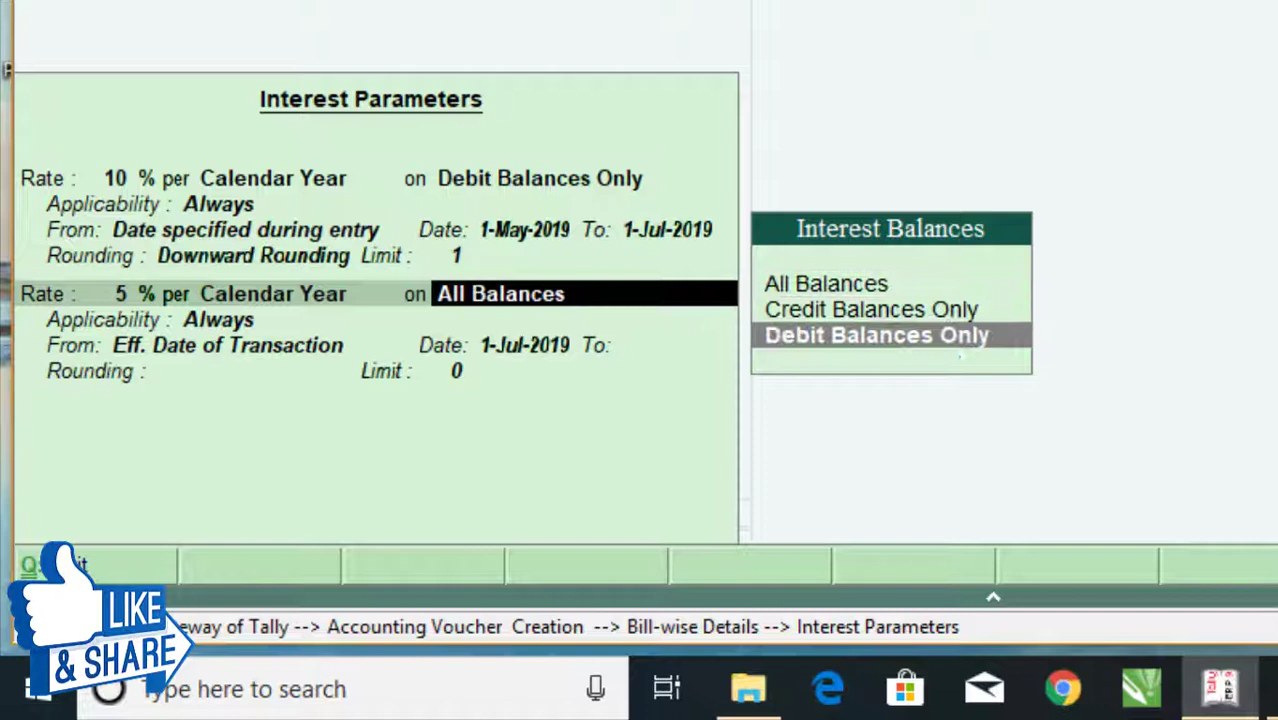 Interest Parameters
Rate : 10 % per Calendar Year on Debit Balances Only
Applicability : Always
From: Date specified during entry Date: 1-May-2019 To: 1-Jul-2019
Rounding : Downward Rounding Limit : 1
Rate : 5 % per Calendar Year on All Balances
Applicability : Always
From: Eff. Date of Transaction Date: 1-Jul-2019 To:
Rounding : Limit : 0
Interest Balances
All Balances
Credit Balances Only
Debit Balances Only
Q
LIKE
& SHARE
eway of Tally --> Accounting Voucher Creation --> Bill-wise Details --> Interest Parameters
Type here to search
Tally
ERP 9